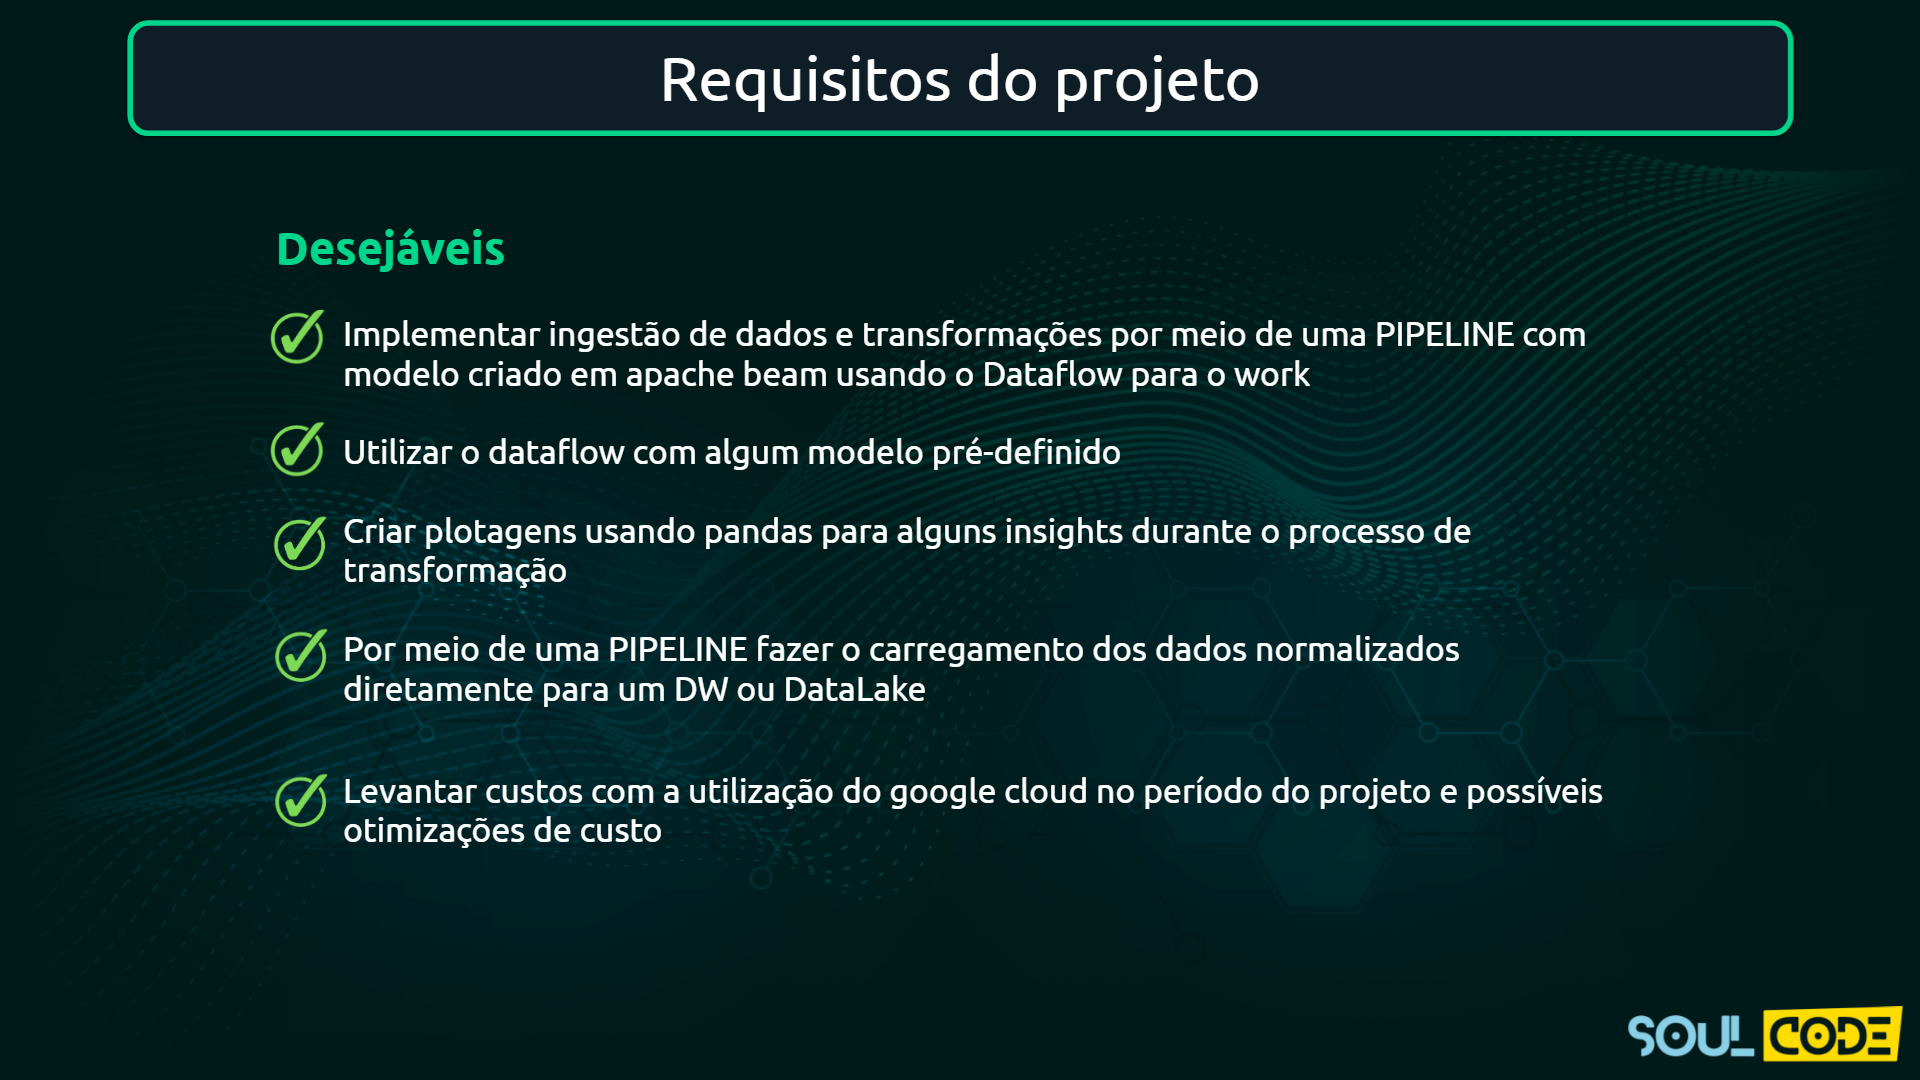 Requisitos do projeto
Desejáveis
Implementar ingestão de dados e transformações por meio de uma PIPELINE com
modelo criado em apache beam usando o Dataflow para o work
Utilizar o dataflow com algum modelo pré-definido
Criar plotagens usando pandas para alguns insights durante o processo de
transformação
Por meio de uma PIPELINE fazer o carregamento dos dados normalizados
diretamente para um DW ou DataLake
Levantar custos com a utilização do google cloud no período do projeto e possíveis
otimizações de custo
SOUL CODE